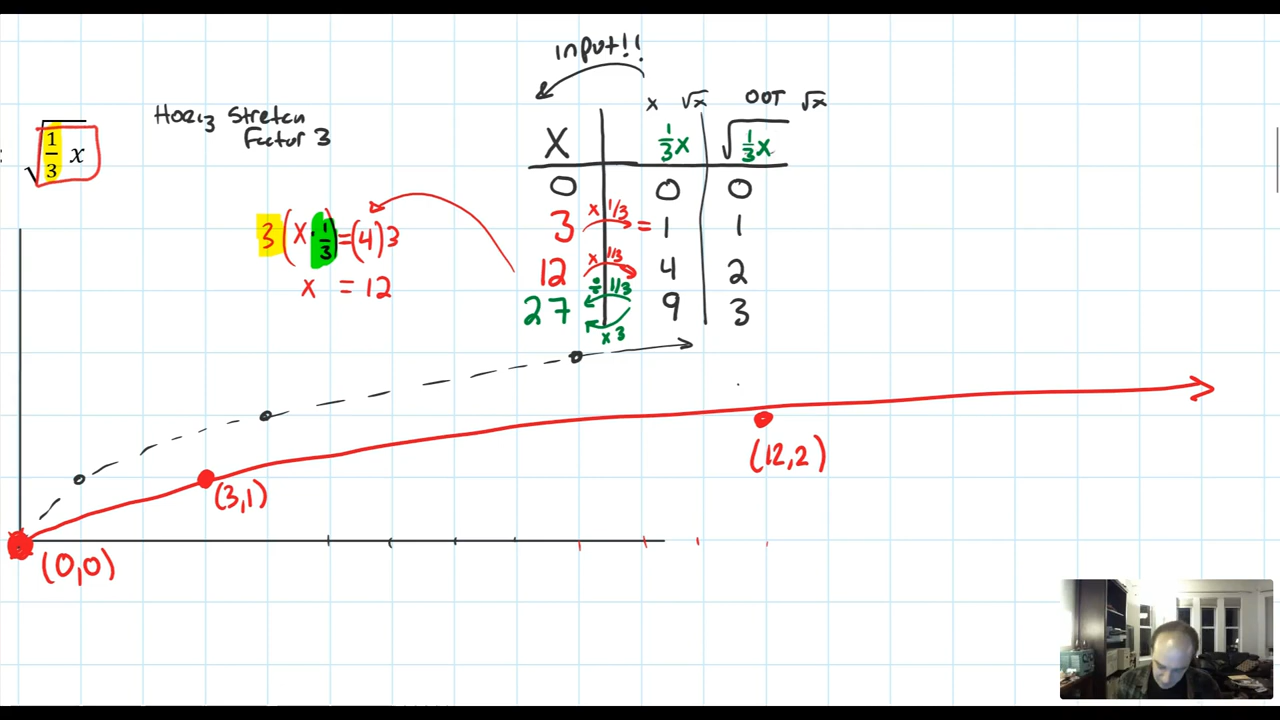 input!!
Horiz Stretch
Factor 3
√(1/3 x)
x √x OUT √x
X 1/3x √(1/3x)
0 0 0
3 x 1/3 = 1 1
12 x 1/3 4 2
27 ÷ 1/3 9 3
x 3
3(x · 1/3) = (4)3
x = 12
(12,2)
(3,1)
(0,0)